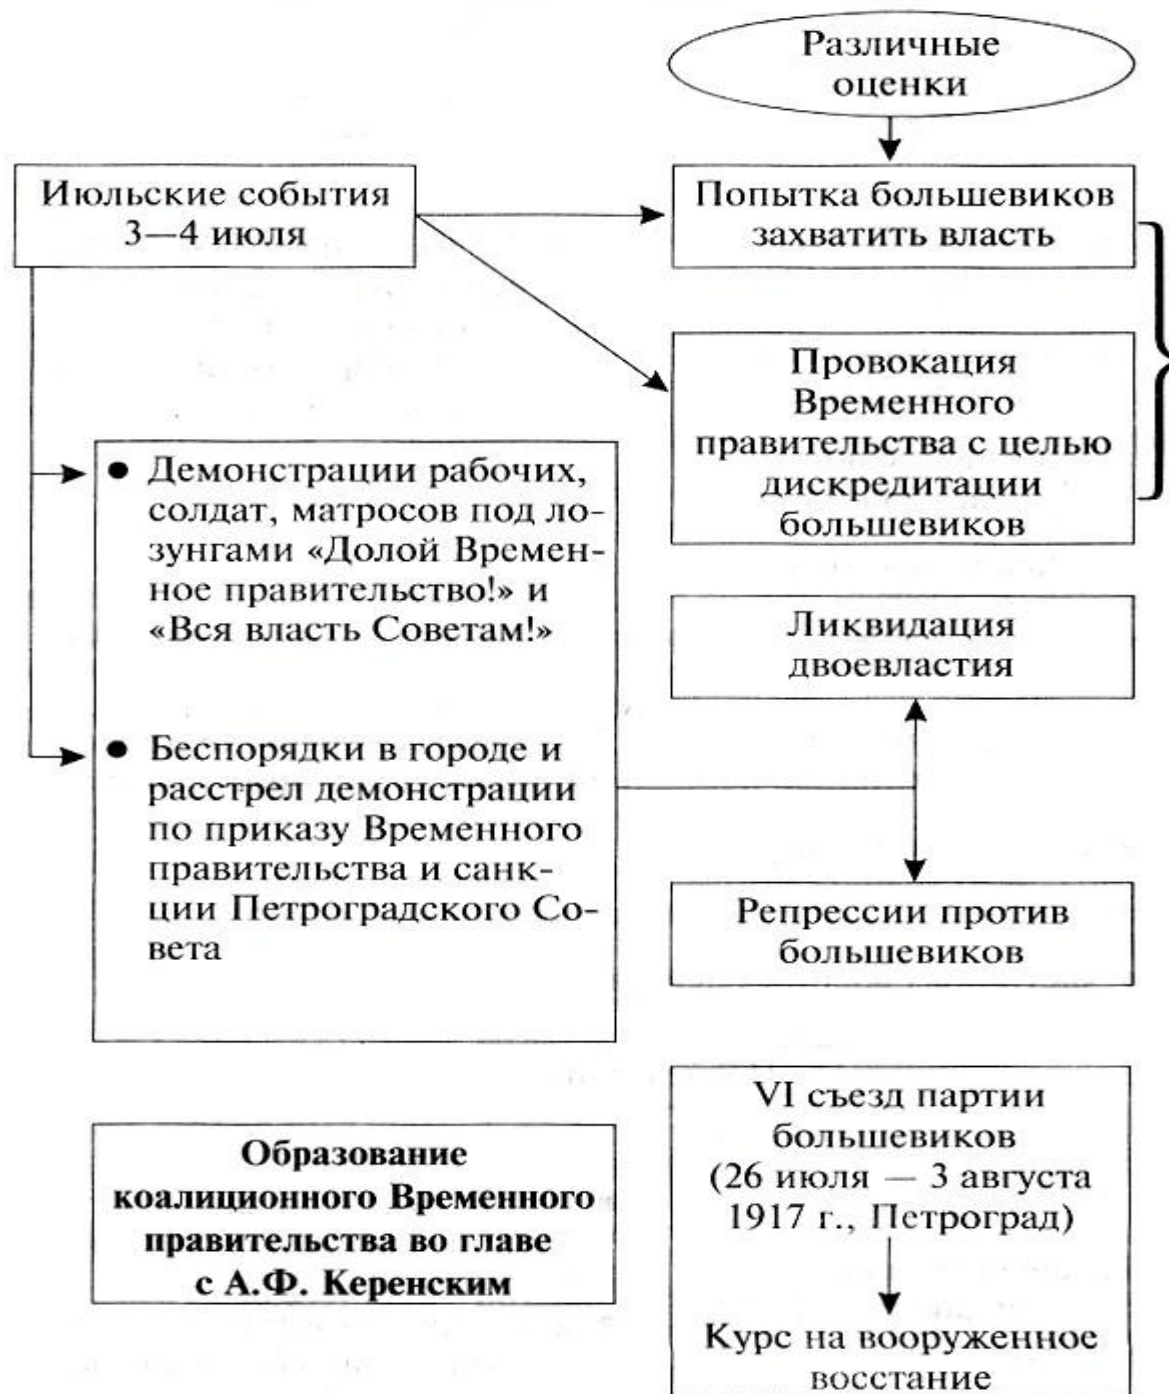 Различные
оценки
Июльские события
3—4 июля
Попытка большевиков
захватить власть
Провокация
Временного
правительства с целью
дискредитации
большевиков
● Демонстрации рабочих,
солдат, матросов под ло-
зунгами «Долой Времен-
ное правительство!» и
«Вся власть Советам!»
● Беспорядки в городе и
расстрел демонстрации
по приказу Временного
правительства и санк-
ции Петроградского Со-
вета
Ликвидация
двоевластия
Репрессии против
большевиков
Образование
коалиционного Временного
правительства во главе
с А.Ф. Керенским
VI съезд партии
большевиков
(26 июля — 3 августа
1917 г., Петроград)
Курс на вооруженное
восстание